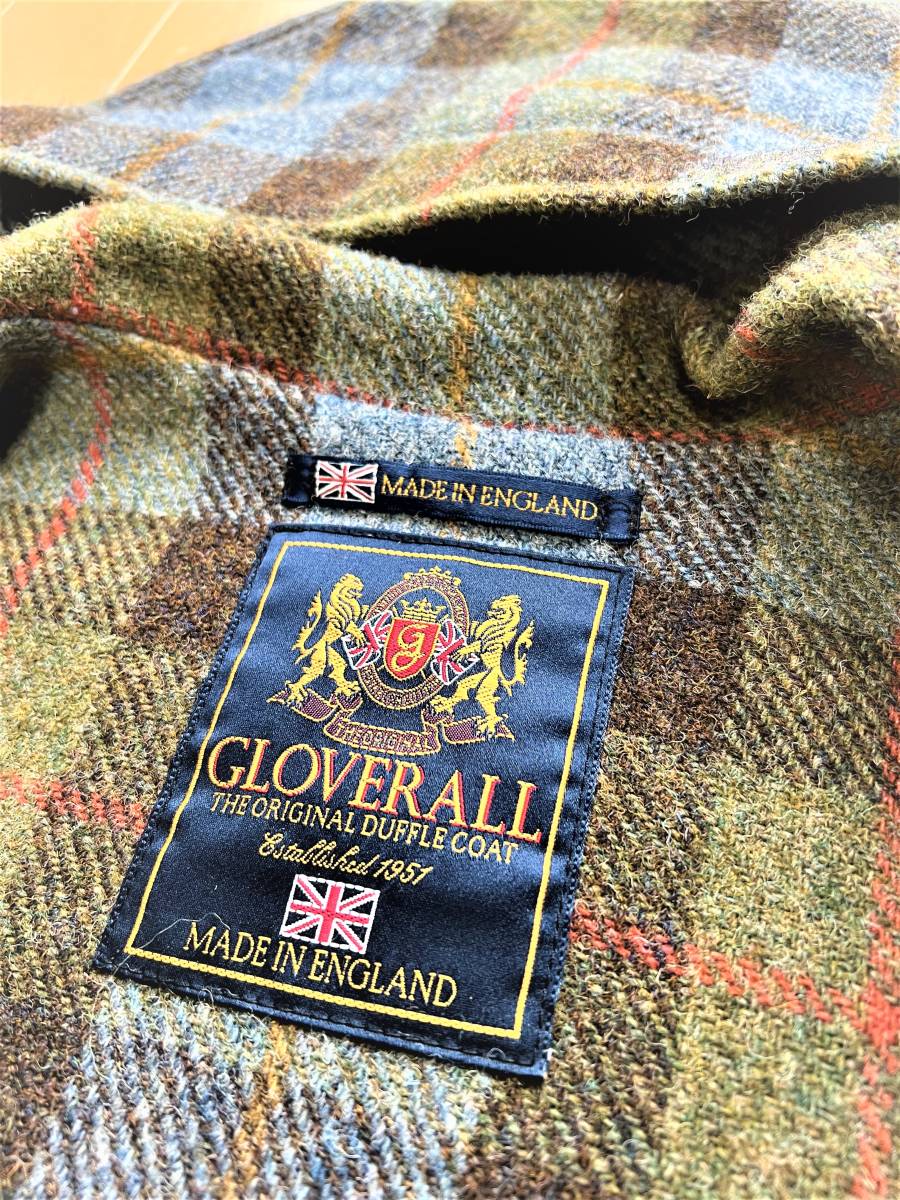 MADE IN ENGLAND
G
GLOVERALL
THE ORIGINAL DUFFLE COAT
Established 1951
MADE IN ENGLAND